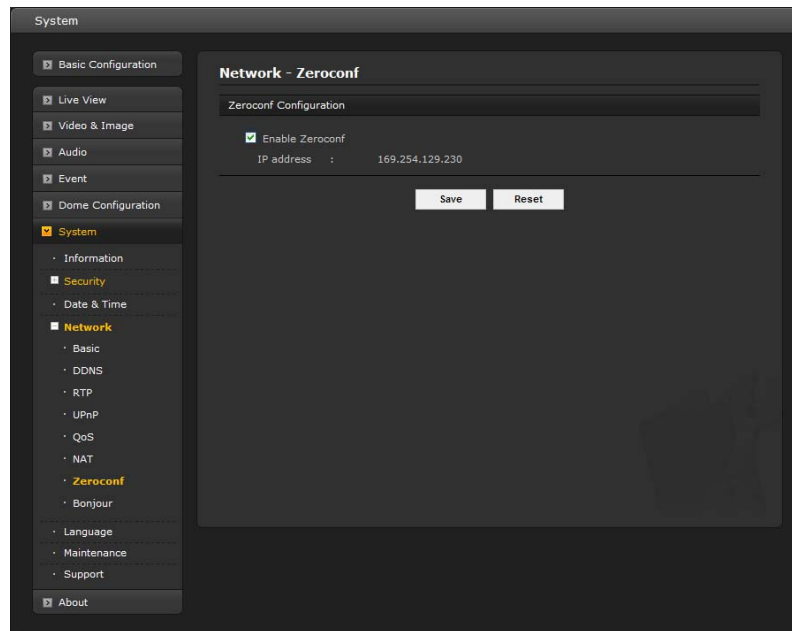 System
Basic Configuration
Live View
Video & Image
Audio
Event
Dome Configuration
System
· Information
Security
· Date & Time
Network
· Basic
· DDNS
· RTP
· UPnP
· QoS
· NAT
· Zeroconf
· Bonjour
· Language
· Maintenance
· Support
About
Network - Zeroconf
Zeroconf Configuration
Enable Zeroconf
IP address : 169.254.129.230
Save Reset